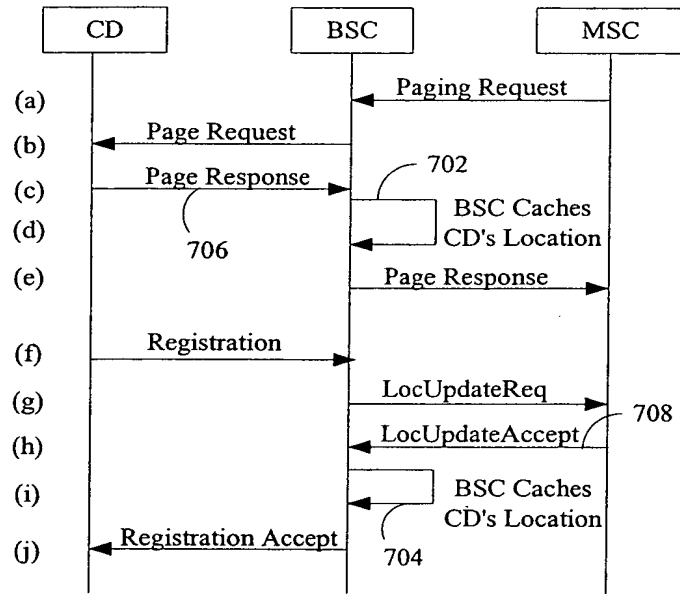 CD BSC MSC
(a) Paging Request
(b) Page Request
(c) Page Response 702
(d) BSC Caches
CD's Location
706
(e) Page Response
(f) Registration
(g) LocUpdateReq
708
(h) LocUpdateAccept
(i) BSC Caches
CD's Location
(j) Registration Accept 704